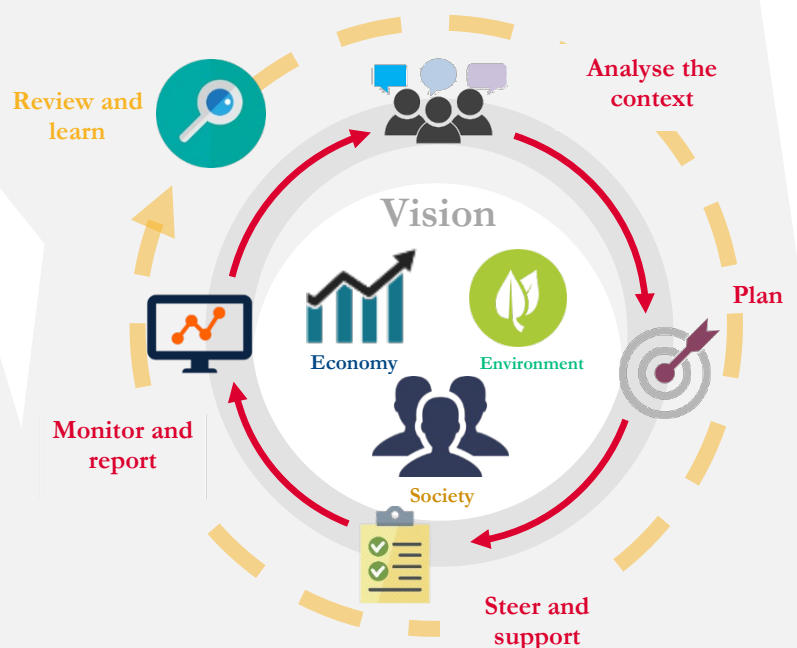 Analyse the
context
Review and
learn
Vision
Plan
Economy
Environment
Monitor and
report
Society
Steer and
support